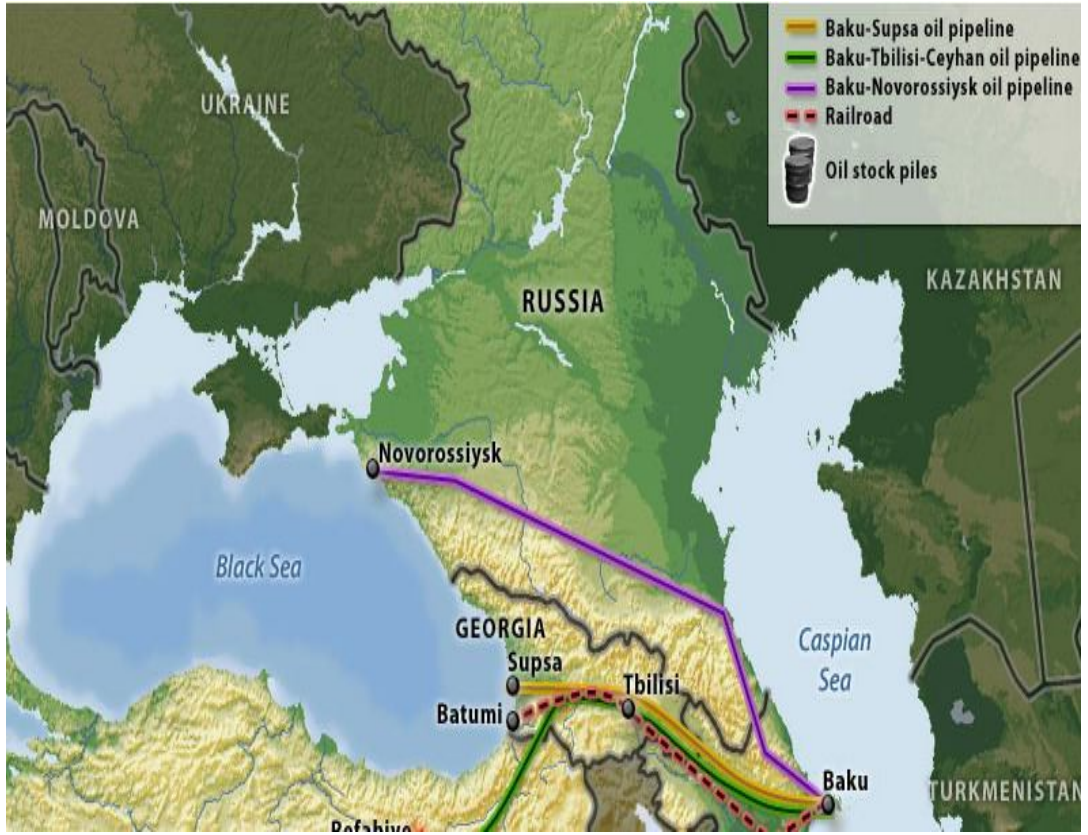 Baku-Supsa oil pipeline
Baku-Tbilisi-Ceyhan oil pipeline
Baku-Novorossiysk oil pipeline
Railroad
Oil stock piles
UKRAINE
MOLDOVA
KAZAKHSTAN
RUSSIA
Novorossiysk
Black Sea
GEORGIA
Supsa
Caspian
Sea
Tbilisi
Batumi
Baku
TURKMENISTAN
Refahiye